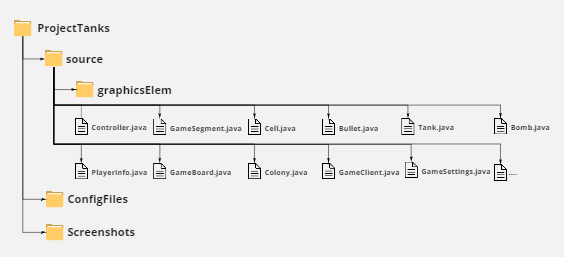 ProjectTanks
source
graphicsElem
Controller.java GameSegment.java Cell.java Bullet.java Tank.java Bomb.java
PlayerInfo.java GameBoard.java Colony.java GameClient.java GameSettings.java ....
ConfigFiles
Screenshots